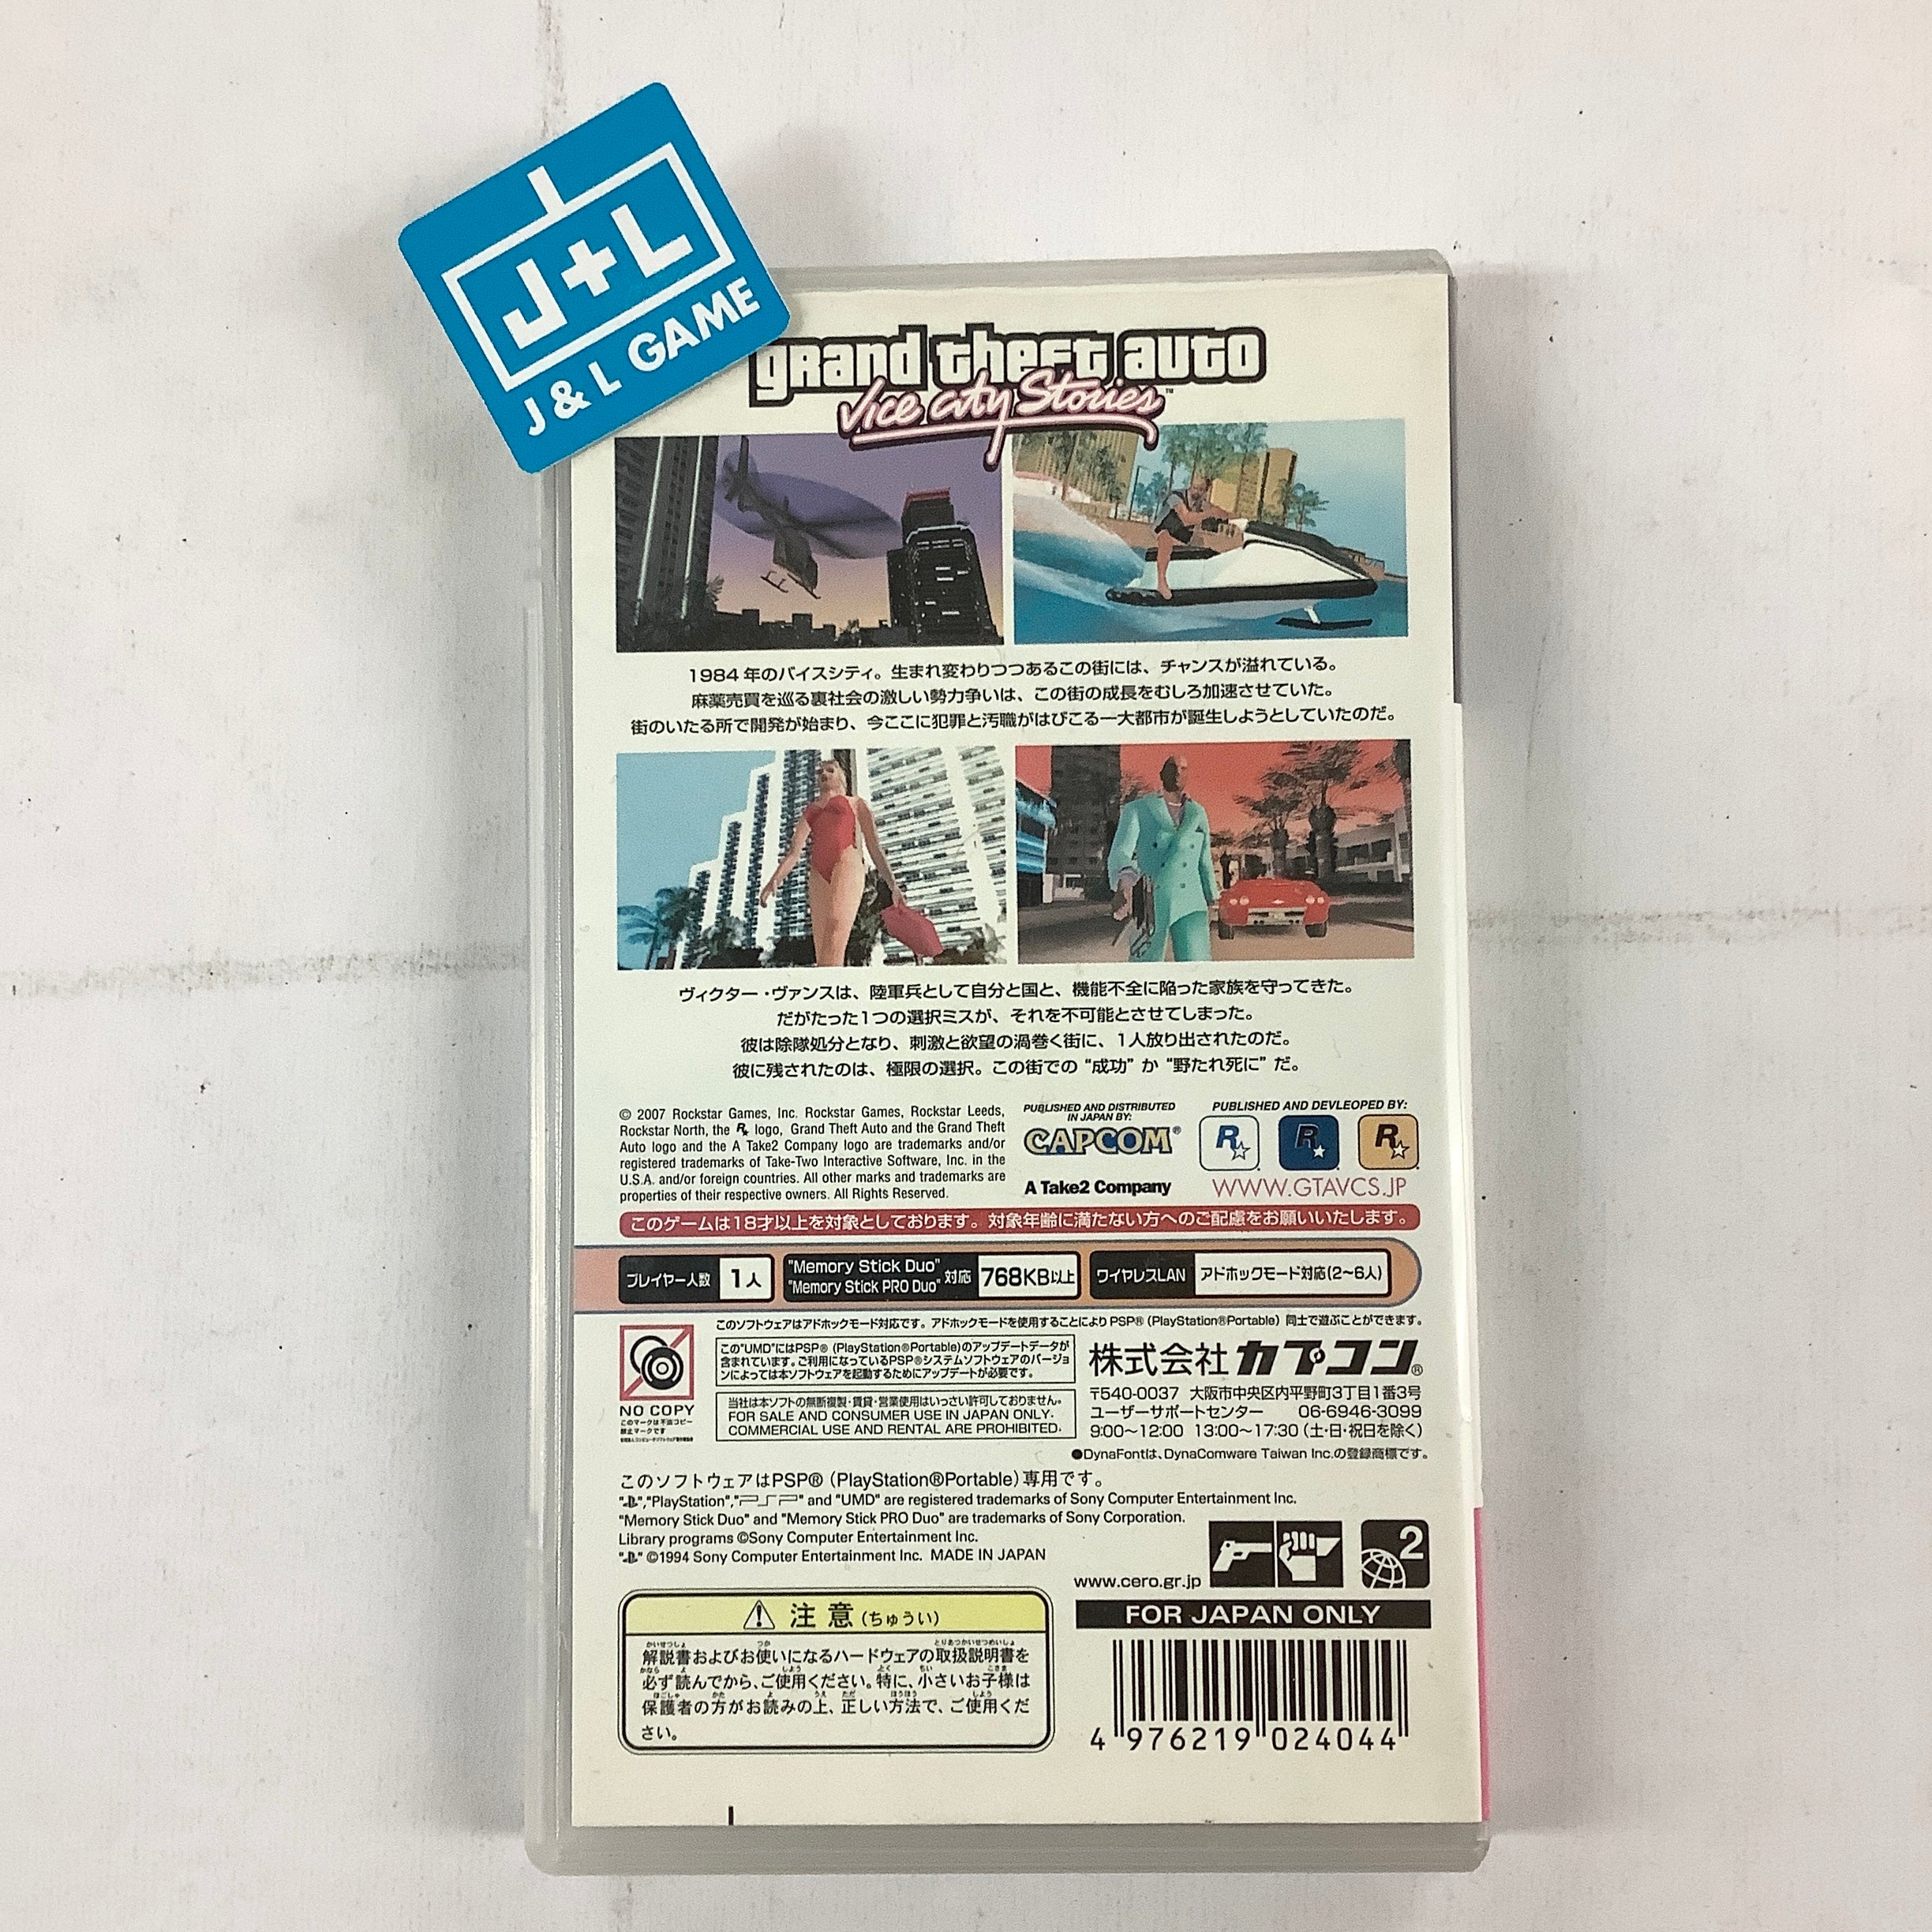 J+L
J & L GAME
grand theft auto
Vice City Stories™
1984年のバイスシティ。生まれ変わりつつあるこの街には、チャンスが溢れている。
麻薬売買を巡る裏社会の激しい勢力争いは、この街の成長をむしろ加速させていた。
街のいたる所で開発が始まり、今ここに犯罪と汚職がはびこる一大都市が誕生しようとしていたのだ。
ヴィクター・ヴァンスは、陸軍兵として自分と国と、機能不全に陥った家族を守ってきた。
だがたった1つの選択ミスが、それを不可能とさせてしまった。
彼は除隊処分となり、刺激と欲望の渦巻く街に、1人放り出されたのだ。
彼に残されたのは、極限の選択。この街での“成功”か“野たれ死に”だ。
© 2007 Rockstar Games, Inc. Rockstar Games, Rockstar Leeds,
Rockstar North, the R★ logo, Grand Theft Auto and the Grand Theft
Auto logo and the A Take2 Company logo are trademarks and/or
registered trademarks of Take-Two Interactive Software, Inc. in the
U.S.A. and/or foreign countries. All other marks and trademarks are
properties of their respective owners. All Rights Reserved.
PUBLISHED AND DISTRIBUTED
IN JAPAN BY:
CAPCOM®
A Take2 Company
PUBLISHED AND DEVLEOPED BY:
R★ R★ R★
WWW.GTAVCS.JP
このゲームは18才以上を対象としております。対象年齢に満たない方へのご配慮をお願いいたします。
プレイヤー人数 1人
"Memory Stick Duo"
"Memory Stick PRO Duo" 対応 768KB以上
ワイヤレスLAN アドホックモード対応(2~6人)
このソフトウェアはアドホックモード対応です。アドホックモードを使用することによりPSP®(PlayStation®Portable)同士で遊ぶことができます。
NO COPY
このマークは不法コピー
禁止マークです
この"UMD"にはPSP®(PlayStation®Portable)のアップデートデータが
含まれています。ご利用になっているPSP®システムソフトウェアのバージョ
ンによっては本ソフトウェアを起動するためにアップデートが必要です。
当社は本ソフトの無断複製・賃貸・営業使用はいっさい許可しておりません。
FOR SALE AND CONSUMER USE IN JAPAN ONLY.
COMMERCIAL USE AND RENTAL ARE PROHIBITED.
株式会社カプコン®
〒540-0037 大阪市中央区内平野町3丁目1番3号
ユーザーサポートセンター 06-6946-3099
9:00~12:00 13:00~17:30(土・日・祝日を除く)
●DynaFontは、DynaComware Taiwan Inc.の登録商標です。
このソフトウェアはPSP®(PlayStation®Portable)専用です。
"PS","PlayStation","PSP" and "UMD" are registered trademarks of Sony Computer Entertainment Inc.
"Memory Stick Duo" and "Memory Stick PRO Duo" are trademarks of Sony Corporation.
Library programs ©Sony Computer Entertainment Inc.
"PS" ©1994 Sony Computer Entertainment Inc. MADE IN JAPAN
www.cero.gr.jp
2
FOR JAPAN ONLY
注意(ちゅうい)
解説書およびお使いになるハードウェアの取扱説明書を
必ず読んでから、ご使用ください。特に、小さいお子様は
保護者の方がお読みの上、正しい方法で、ご使用くだ
さい。
4 976219 024044